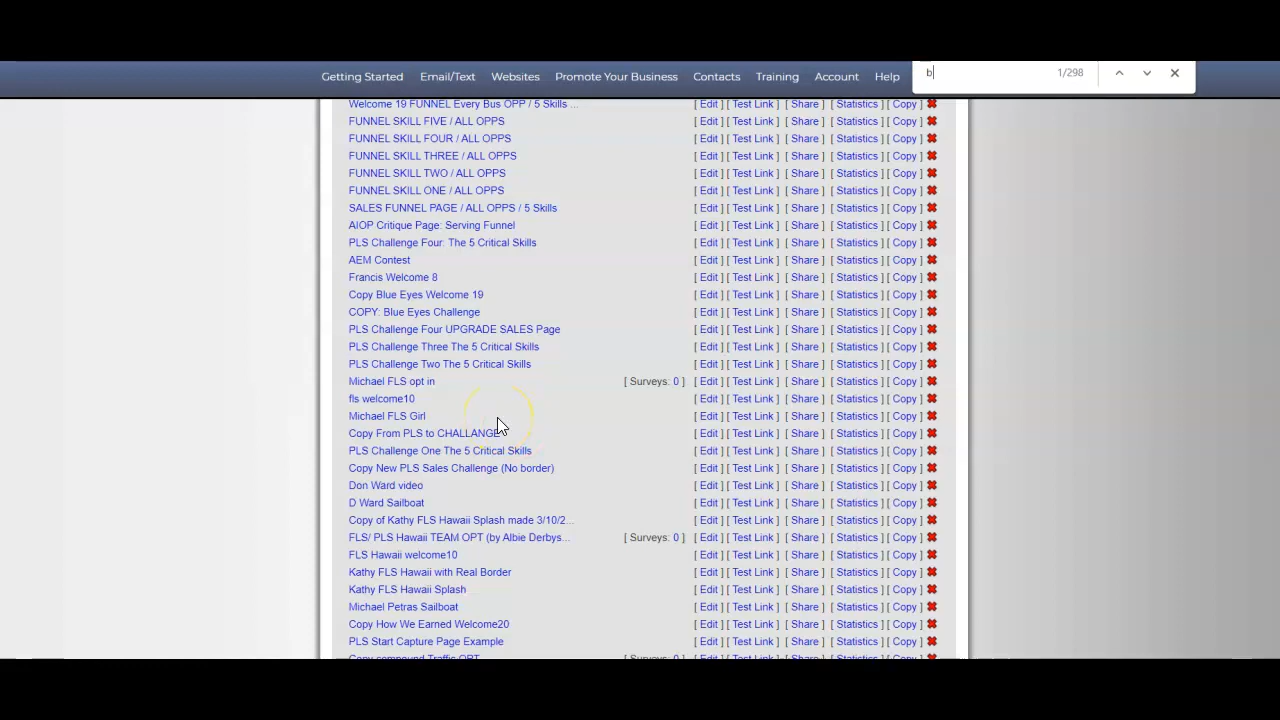 b 1/298
Getting Started Email/Text Websites Promote Your Business Contacts Training Account Help
Welcome 19 FUNNEL Every Bus OPP / 5 Skills ... [ Edit ] [ Test Link ] [ Share ] [ Statistics ] [ Copy ]
FUNNEL SKILL FIVE / ALL OPPS [ Edit ] [ Test Link ] [ Share ] [ Statistics ] [ Copy ]
FUNNEL SKILL FOUR / ALL OPPS [ Edit ] [ Test Link ] [ Share ] [ Statistics ] [ Copy ]
FUNNEL SKILL THREE / ALL OPPS [ Edit ] [ Test Link ] [ Share ] [ Statistics ] [ Copy ]
FUNNEL SKILL TWO / ALL OPPS [ Edit ] [ Test Link ] [ Share ] [ Statistics ] [ Copy ]
FUNNEL SKILL ONE / ALL OPPS [ Edit ] [ Test Link ] [ Share ] [ Statistics ] [ Copy ]
SALES FUNNEL PAGE / ALL OPPS / 5 Skills [ Edit ] [ Test Link ] [ Share ] [ Statistics ] [ Copy ]
AIOP Critique Page: Serving Funnel [ Edit ] [ Test Link ] [ Share ] [ Statistics ] [ Copy ]
PLS Challenge Four: The 5 Critical Skills [ Edit ] [ Test Link ] [ Share ] [ Statistics ] [ Copy ]
AEM Contest [ Edit ] [ Test Link ] [ Share ] [ Statistics ] [ Copy ]
Francis Welcome 8 [ Edit ] [ Test Link ] [ Share ] [ Statistics ] [ Copy ]
Copy Blue Eyes Welcome 19 [ Edit ] [ Test Link ] [ Share ] [ Statistics ] [ Copy ]
COPY: Blue Eyes Challenge [ Edit ] [ Test Link ] [ Share ] [ Statistics ] [ Copy ]
PLS Challenge Four UPGRADE SALES Page [ Edit ] [ Test Link ] [ Share ] [ Statistics ] [ Copy ]
PLS Challenge Three The 5 Critical Skills [ Edit ] [ Test Link ] [ Share ] [ Statistics ] [ Copy ]
PLS Challenge Two The 5 Critical Skills [ Edit ] [ Test Link ] [ Share ] [ Statistics ] [ Copy ]
Michael FLS opt in [ Surveys: 0 ] [ Edit ] [ Test Link ] [ Share ] [ Statistics ] [ Copy ]
fls welcome10 [ Edit ] [ Test Link ] [ Share ] [ Statistics ] [ Copy ]
Michael FLS Girl [ Edit ] [ Test Link ] [ Share ] [ Statistics ] [ Copy ]
Copy From PLS to CHALLANGE [ Edit ] [ Test Link ] [ Share ] [ Statistics ] [ Copy ]
PLS Challenge One The 5 Critical Skills [ Edit ] [ Test Link ] [ Share ] [ Statistics ] [ Copy ]
Copy New PLS Sales Challenge (No border) [ Edit ] [ Test Link ] [ Share ] [ Statistics ] [ Copy ]
Don Ward video [ Edit ] [ Test Link ] [ Share ] [ Statistics ] [ Copy ]
D Ward Sailboat [ Edit ] [ Test Link ] [ Share ] [ Statistics ] [ Copy ]
Copy of Kathy FLS Hawaii Splash made 3/10/2... [ Edit ] [ Test Link ] [ Share ] [ Statistics ] [ Copy ]
FLS/ PLS Hawaii TEAM OPT (by Albie Derbys... [ Surveys: 0 ] [ Edit ] [ Test Link ] [ Share ] [ Statistics ] [ Copy ]
FLS Hawaii welcome10 [ Edit ] [ Test Link ] [ Share ] [ Statistics ] [ Copy ]
Kathy FLS Hawaii with Real Border [ Edit ] [ Test Link ] [ Share ] [ Statistics ] [ Copy ]
Kathy FLS Hawaii Splash [ Edit ] [ Test Link ] [ Share ] [ Statistics ] [ Copy ]
Michael Petras Sailboat [ Edit ] [ Test Link ] [ Share ] [ Statistics ] [ Copy ]
Copy How We Earned Welcome20 [ Edit ] [ Test Link ] [ Share ] [ Statistics ] [ Copy ]
PLS Start Capture Page Example [ Edit ] [ Test Link ] [ Share ] [ Statistics ] [ Copy ]
Copy compound Traffic OPT [ Surveys: 0 ] [ Edit ] [ Test Link ] [ Share ] [ Statistics ] [ Copy ]